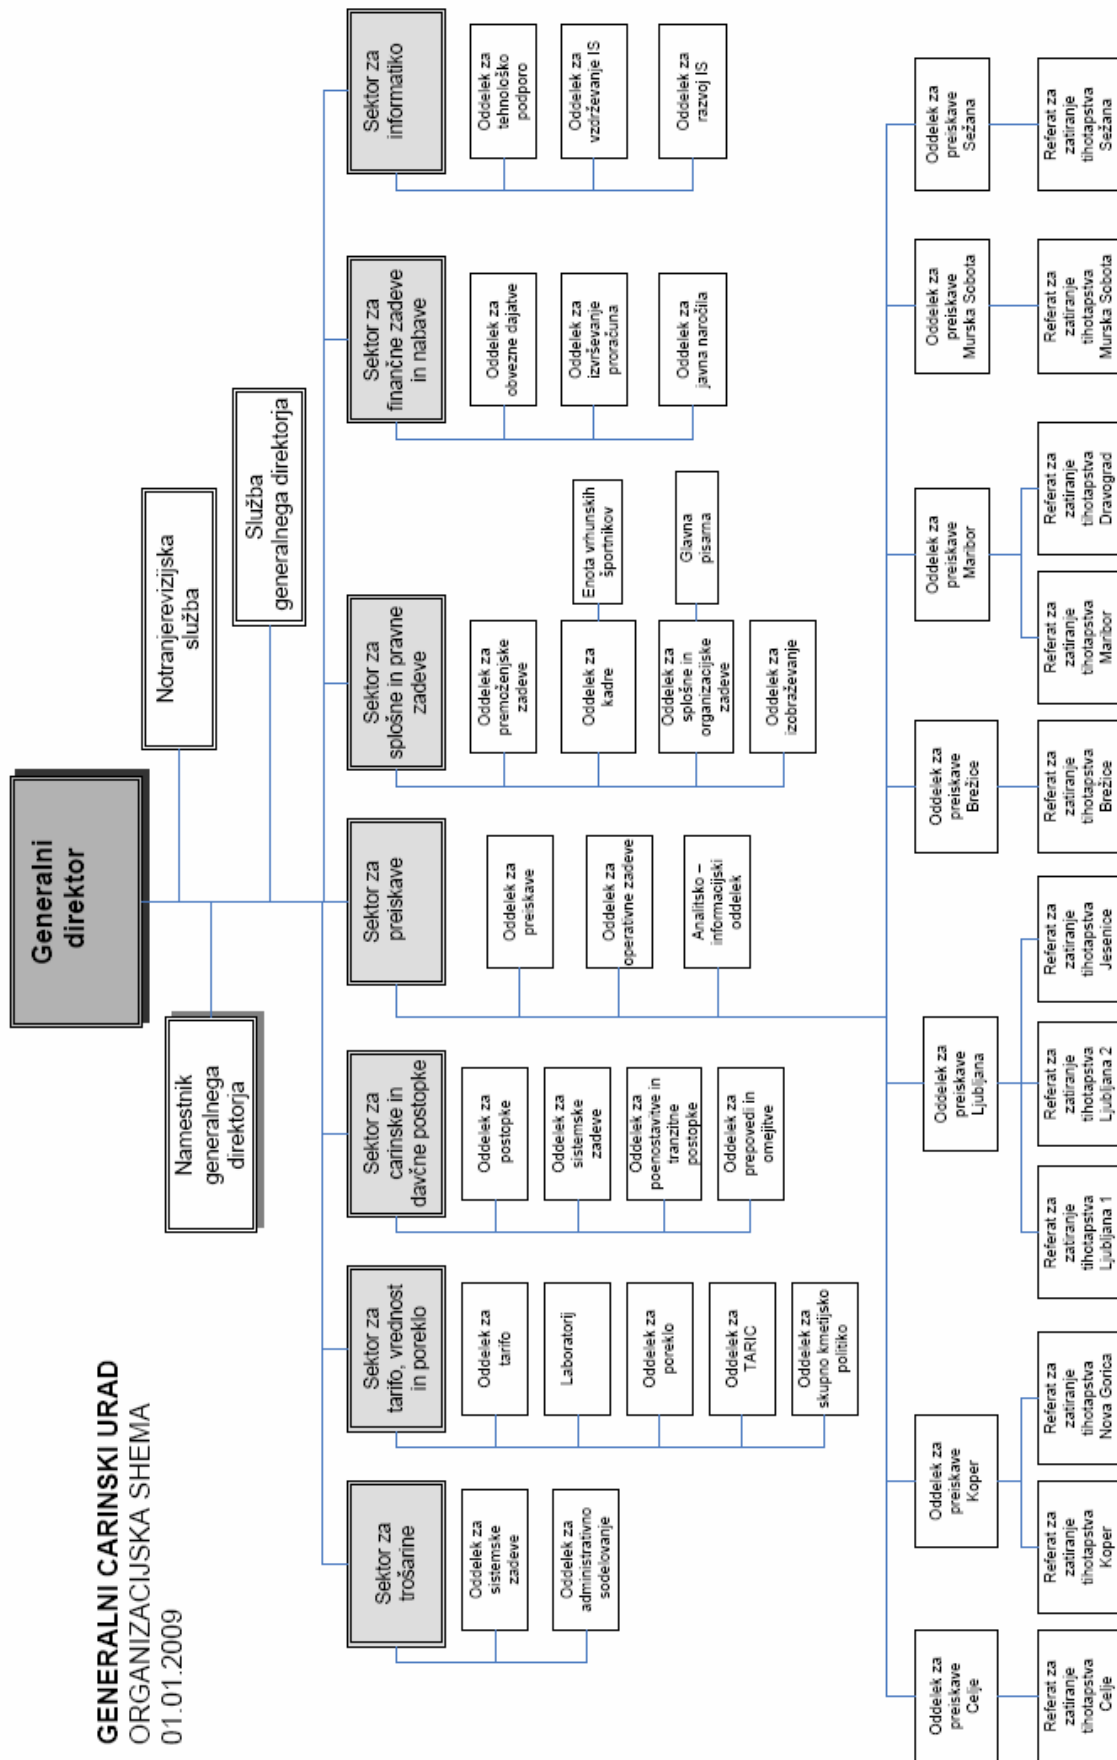 GENERALNI CARINSKI URAD
ORGANIZACIJSKA SHEMA
01.01.2009
Generalni
direktor
Namestnik
generalnega
direktorja
Notranjerevizijska
služba
Služba
generalnega direktorja
Sektor za
trošarine
Oddelek za
sistemske
zadeve
Oddelek za
administrativno
sodelovanje
Sektor za
tarifo, vrednost
in poreklo
Oddelek za
tarifo
Laboratorij
Oddelek za
poreklo
Oddelek za
TARIC
Oddelek za
skupno kmetijsko
politiko
Sektor za
carinske in
davčne postopke
Oddelek za
postopke
Oddelek za
sistemske
zadeve
Oddelek za
poenostavitve in
tranzitne
postopke
Oddelek za
prepovedi in
omejitve
Sektor za
preiskave
Oddelek za
preiskave
Oddelek za
operativne zadeve
Analitsko –
informacijski
oddelek
Sektor za
splošne in pravne
zadeve
Oddelek za
premoženjske
zadeve
Oddelek za
kadre
Enota vrhunskih
športnikov
Oddelek za
splošne in
organizacijske
zadeve
Glavna
pisarna
Oddelek za
izobraževanje
Sektor za
finančne zadeve
in nabave
Oddelek za
obvezne dajatve
Oddelek za
izvrševanje
proračuna
Oddelek za
javna naročila
Sektor za
informatiko
Oddelek za
tehnološko
podporo
Oddelek za
vzdrževanje IS
Oddelek za
razvoj IS
Oddelek za
preiskave
Celje
Referat za
zatiranje
tihotapstva
Celje
Oddelek za
preiskave
Koper
Referat za
zatiranje
tihotapstva
Koper
Referat za
zatiranje
tihotapstva
Nova Gorica
Oddelek za
preiskave
Ljubljana
Referat za
zatiranje
tihotapstva
Ljubljana 1
Referat za
zatiranje
tihotapstva
Ljubljana 2
Referat za
zatiranje
tihotapstva
Jesenice
Oddelek za
preiskave
Brežice
Referat za
zatiranje
tihotapstva
Brežice
Oddelek za
preiskave
Maribor
Referat za
zatiranje
tihotapstva
Maribor
Referat za
zatiranje
tihotapstva
Dravograd
Oddelek za
preiskave
Murska Sobota
Referat za
zatiranje
tihotapstva
Murska Sobota
Oddelek za
preiskave
Sežana
Referat za
zatiranje
tihotapstva
Sežana